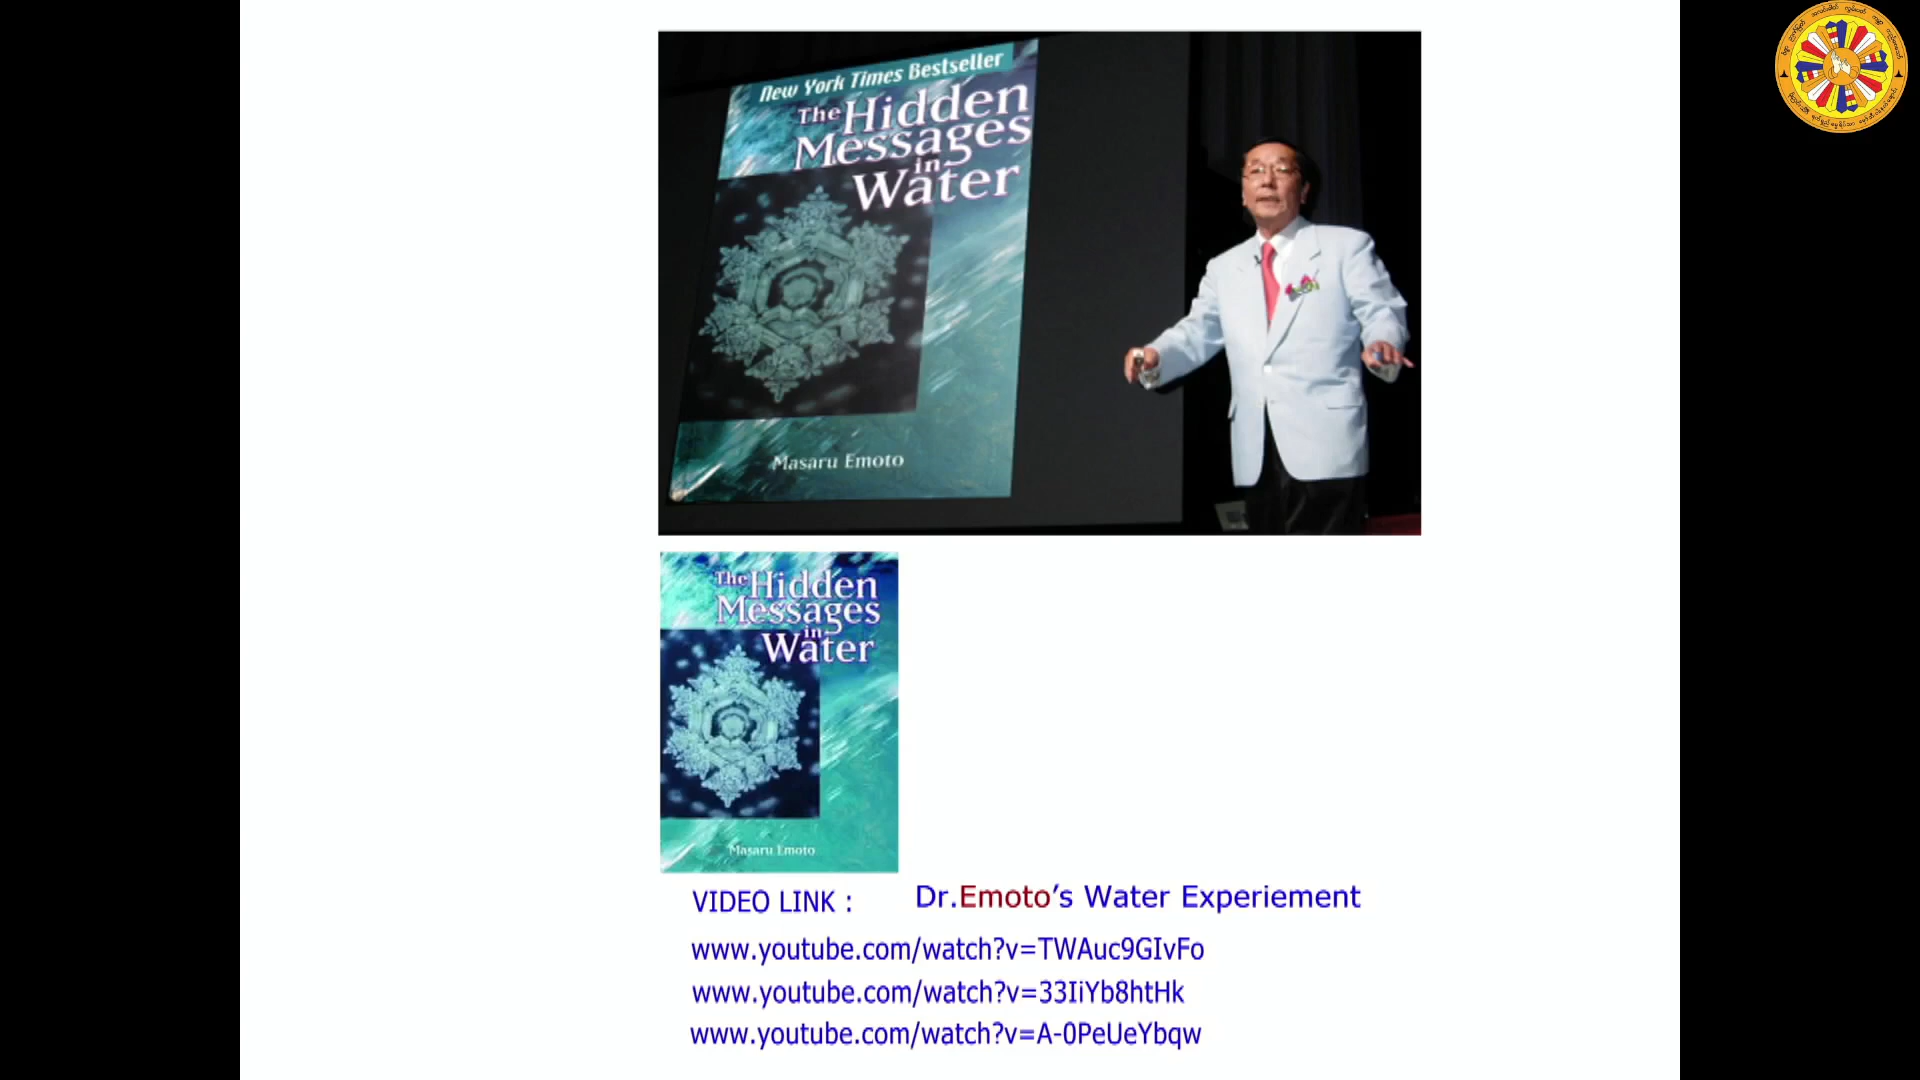 New York Times Bestseller
The Hidden
Messages
in
Water
Masaru Emoto
The Hidden
Messages
in
Water
Masaru Emoto
VIDEO LINK : Dr.Emoto’s Water Experiement
www.youtube.com/watch?v=TWAuc9GIvFo
www.youtube.com/watch?v=33IiYb8htHk
www.youtube.com/watch?v=A-0PeUeYbqw